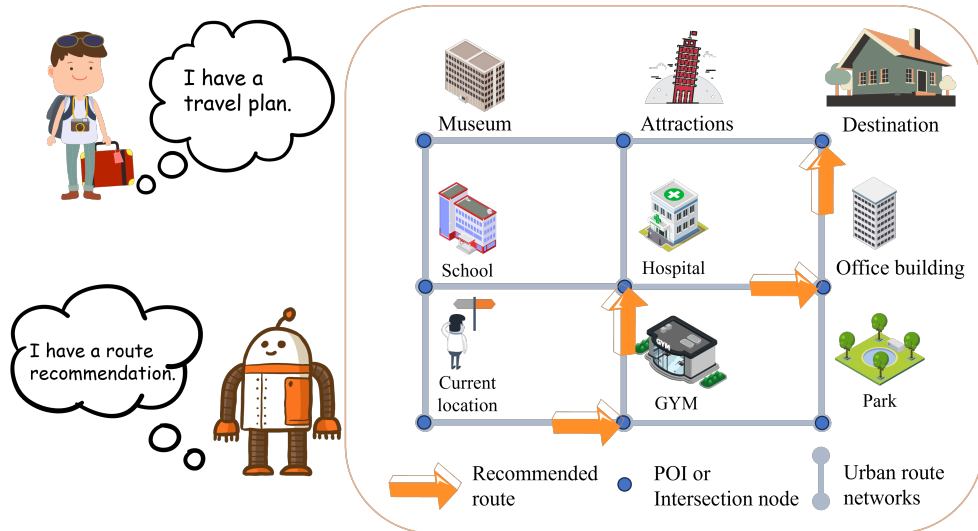 I have a
travel plan.
Museum
Attractions
Destination
School
Hospital
Office building
I have a route
recommendation.
GYM
Current
location
GYM
Park
Recommended
route
POI or
Intersection node
Urban route
networks